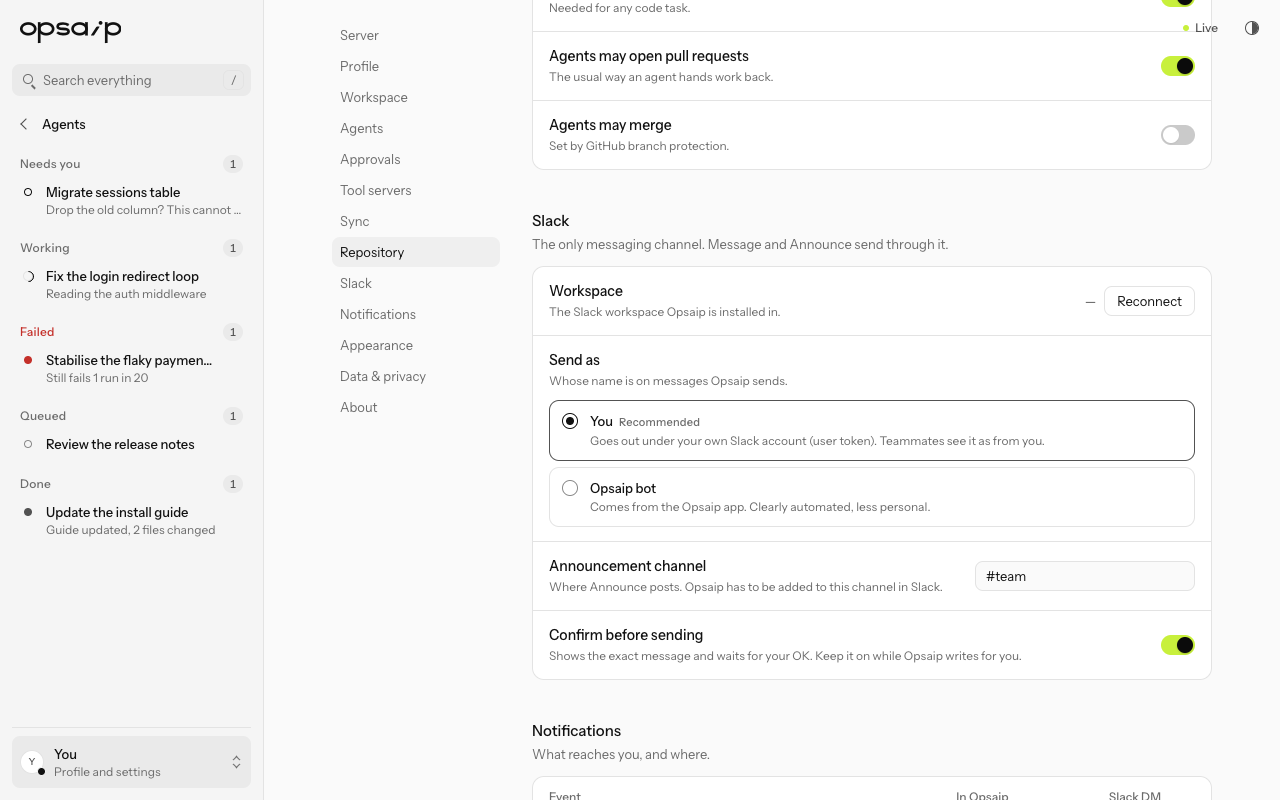 opsaip
Search everything
/
Agents
Needs you
1
Migrate sessions table
Drop the old column? This cannot …
Working
1
Fix the login redirect loop
Reading the auth middleware
Failed
1
Stabilise the flaky paymen…
Still fails 1 run in 20
Queued
1
Review the release notes
Done
1
Update the install guide
Guide updated, 2 files changed
Y
You
Profile and settings
Server
Profile
Workspace
Agents
Approvals
Tool servers
Sync
Repository
Slack
Notifications
Appearance
Data & privacy
About
Live
Needed for any code task.
Agents may open pull requests
The usual way an agent hands work back.
Agents may merge
Set by GitHub branch protection.
Slack
The only messaging channel. Message and Announce send through it.
Workspace
The Slack workspace Opsaip is installed in.
—
Reconnect
Send as
Whose name is on messages Opsaip sends.
You Recommended
Goes out under your own Slack account (user token). Teammates see it as from you.
Opsaip bot
Comes from the Opsaip app. Clearly automated, less personal.
Announcement channel
Where Announce posts. Opsaip has to be added to this channel in Slack.
#team
Confirm before sending
Shows the exact message and waits for your OK. Keep it on while Opsaip writes for you.
Notifications
What reaches you, and where.
Event
In Opsaip
Slack DM